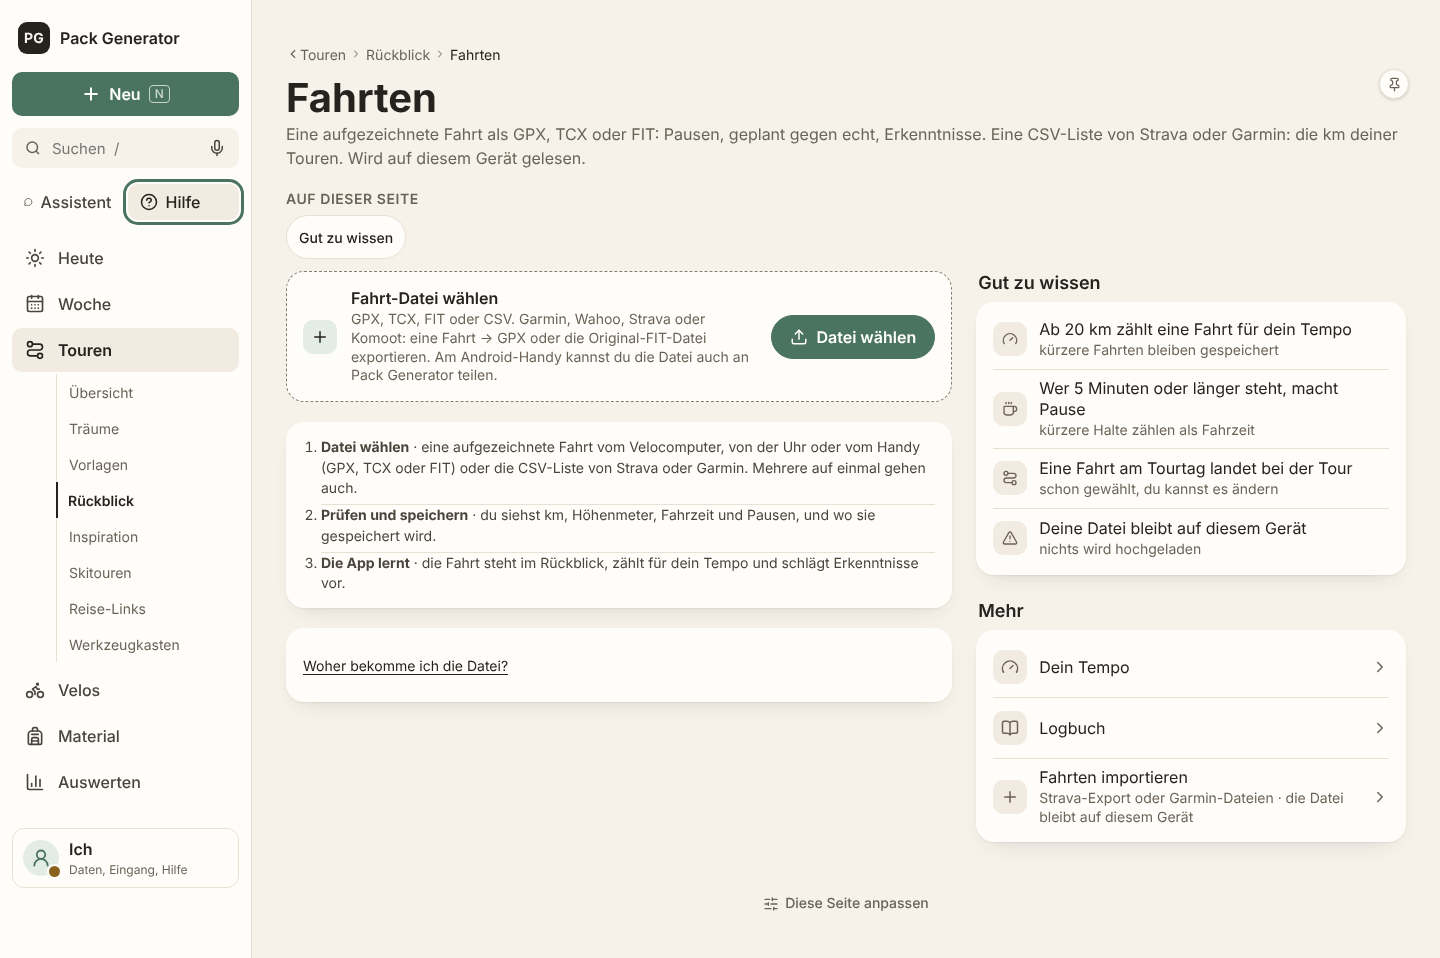 PG Pack Generator
Neu N
Suchen /
Assistent
Hilfe
Heute
Woche
Touren
Übersicht
Träume
Vorlagen
Rückblick
Inspiration
Skitouren
Reise-Links
Werkzeugkasten
Velos
Material
Auswerten
Ich
Daten, Eingang, Hilfe
Touren Rückblick Fahrten
Fahrten
Eine aufgezeichnete Fahrt als GPX, TCX oder FIT: Pausen, geplant gegen echt, Erkenntnisse. Eine CSV-Liste von Strava oder Garmin: die km deiner
Touren. Wird auf diesem Gerät gelesen.
AUF DIESER SEITE
Gut zu wissen
Fahrt-Datei wählen
GPX, TCX, FIT oder CSV. Garmin, Wahoo, Strava oder
Komoot: eine Fahrt → GPX oder die Original-FIT-Datei
exportieren. Am Android-Handy kannst du die Datei auch an
Pack Generator teilen.
Datei wählen
1. Datei wählen · eine aufgezeichnete Fahrt vom Velocomputer, von der Uhr oder vom Handy
(GPX, TCX oder FIT) oder die CSV-Liste von Strava oder Garmin. Mehrere auf einmal gehen
auch.
2. Prüfen und speichern · du siehst km, Höhenmeter, Fahrzeit und Pausen, und wo sie
gespeichert wird.
3. Die App lernt · die Fahrt steht im Rückblick, zählt für dein Tempo und schlägt Erkenntnisse
vor.
Woher bekomme ich die Datei?
Gut zu wissen
Ab 20 km zählt eine Fahrt für dein Tempo
kürzere Fahrten bleiben gespeichert
Wer 5 Minuten oder länger steht, macht
Pause
kürzere Halte zählen als Fahrzeit
Eine Fahrt am Tourtag landet bei der Tour
schon gewählt, du kannst es ändern
Deine Datei bleibt auf diesem Gerät
nichts wird hochgeladen
Mehr
Dein Tempo
Logbuch
Fahrten importieren
Strava-Export oder Garmin-Dateien · die Datei
bleibt auf diesem Gerät
Diese Seite anpassen